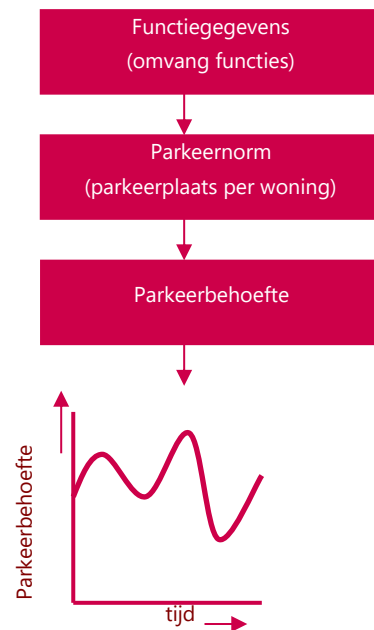 Functiegegevens
(omvang functies)
Parkeernorm
(parkeerplaats per woning)
Parkeerbehoefte
Parkeerbehoefte
tijd